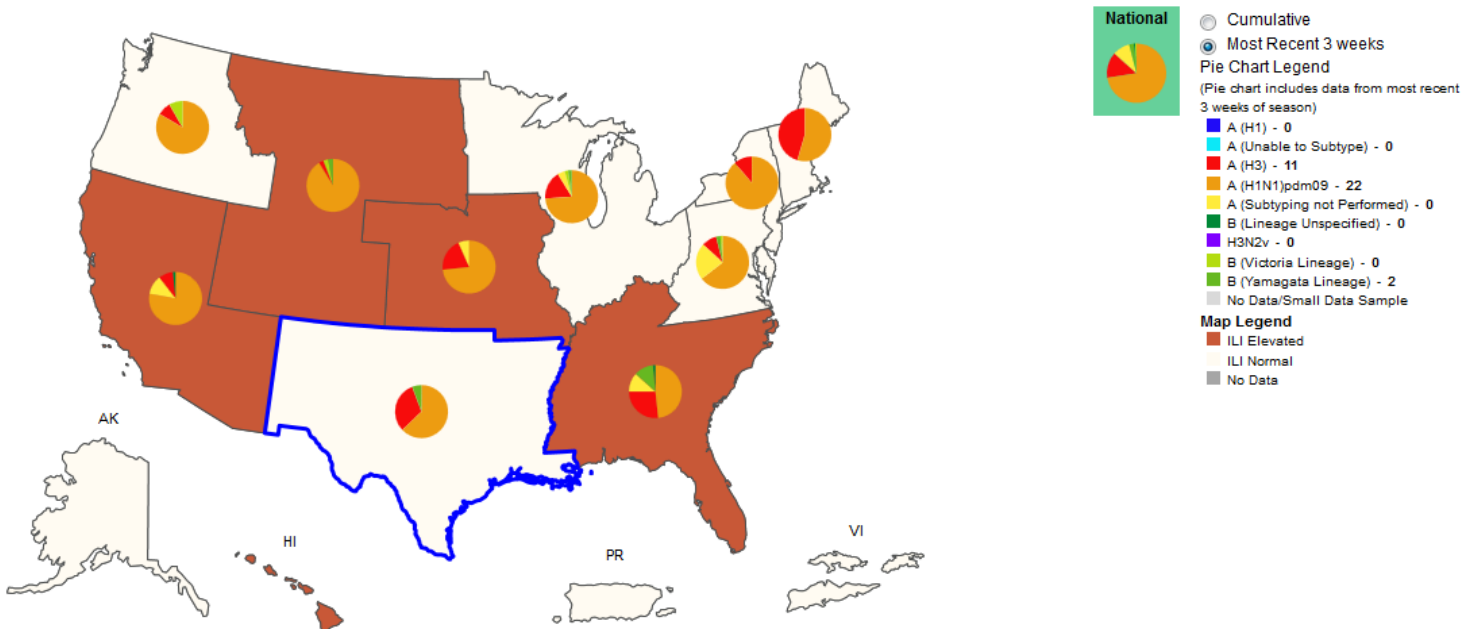 National
Cumulative
Most Recent 3 weeks
Pie Chart Legend
(Pie chart includes data from most recent
3 weeks of season)
A (H1) - 0
A (Unable to Subtype) - 0
A (H3) - 11
A (H1N1)pdm09 - 22
A (Subtyping not Performed) - 0
B (Lineage Unspecified) - 0
H3N2v - 0
B (Victoria Lineage) - 0
B (Yamagata Lineage) - 2
No Data/Small Data Sample
Map Legend
ILI Elevated
ILI Normal
No Data
AK
HI
PR
VI